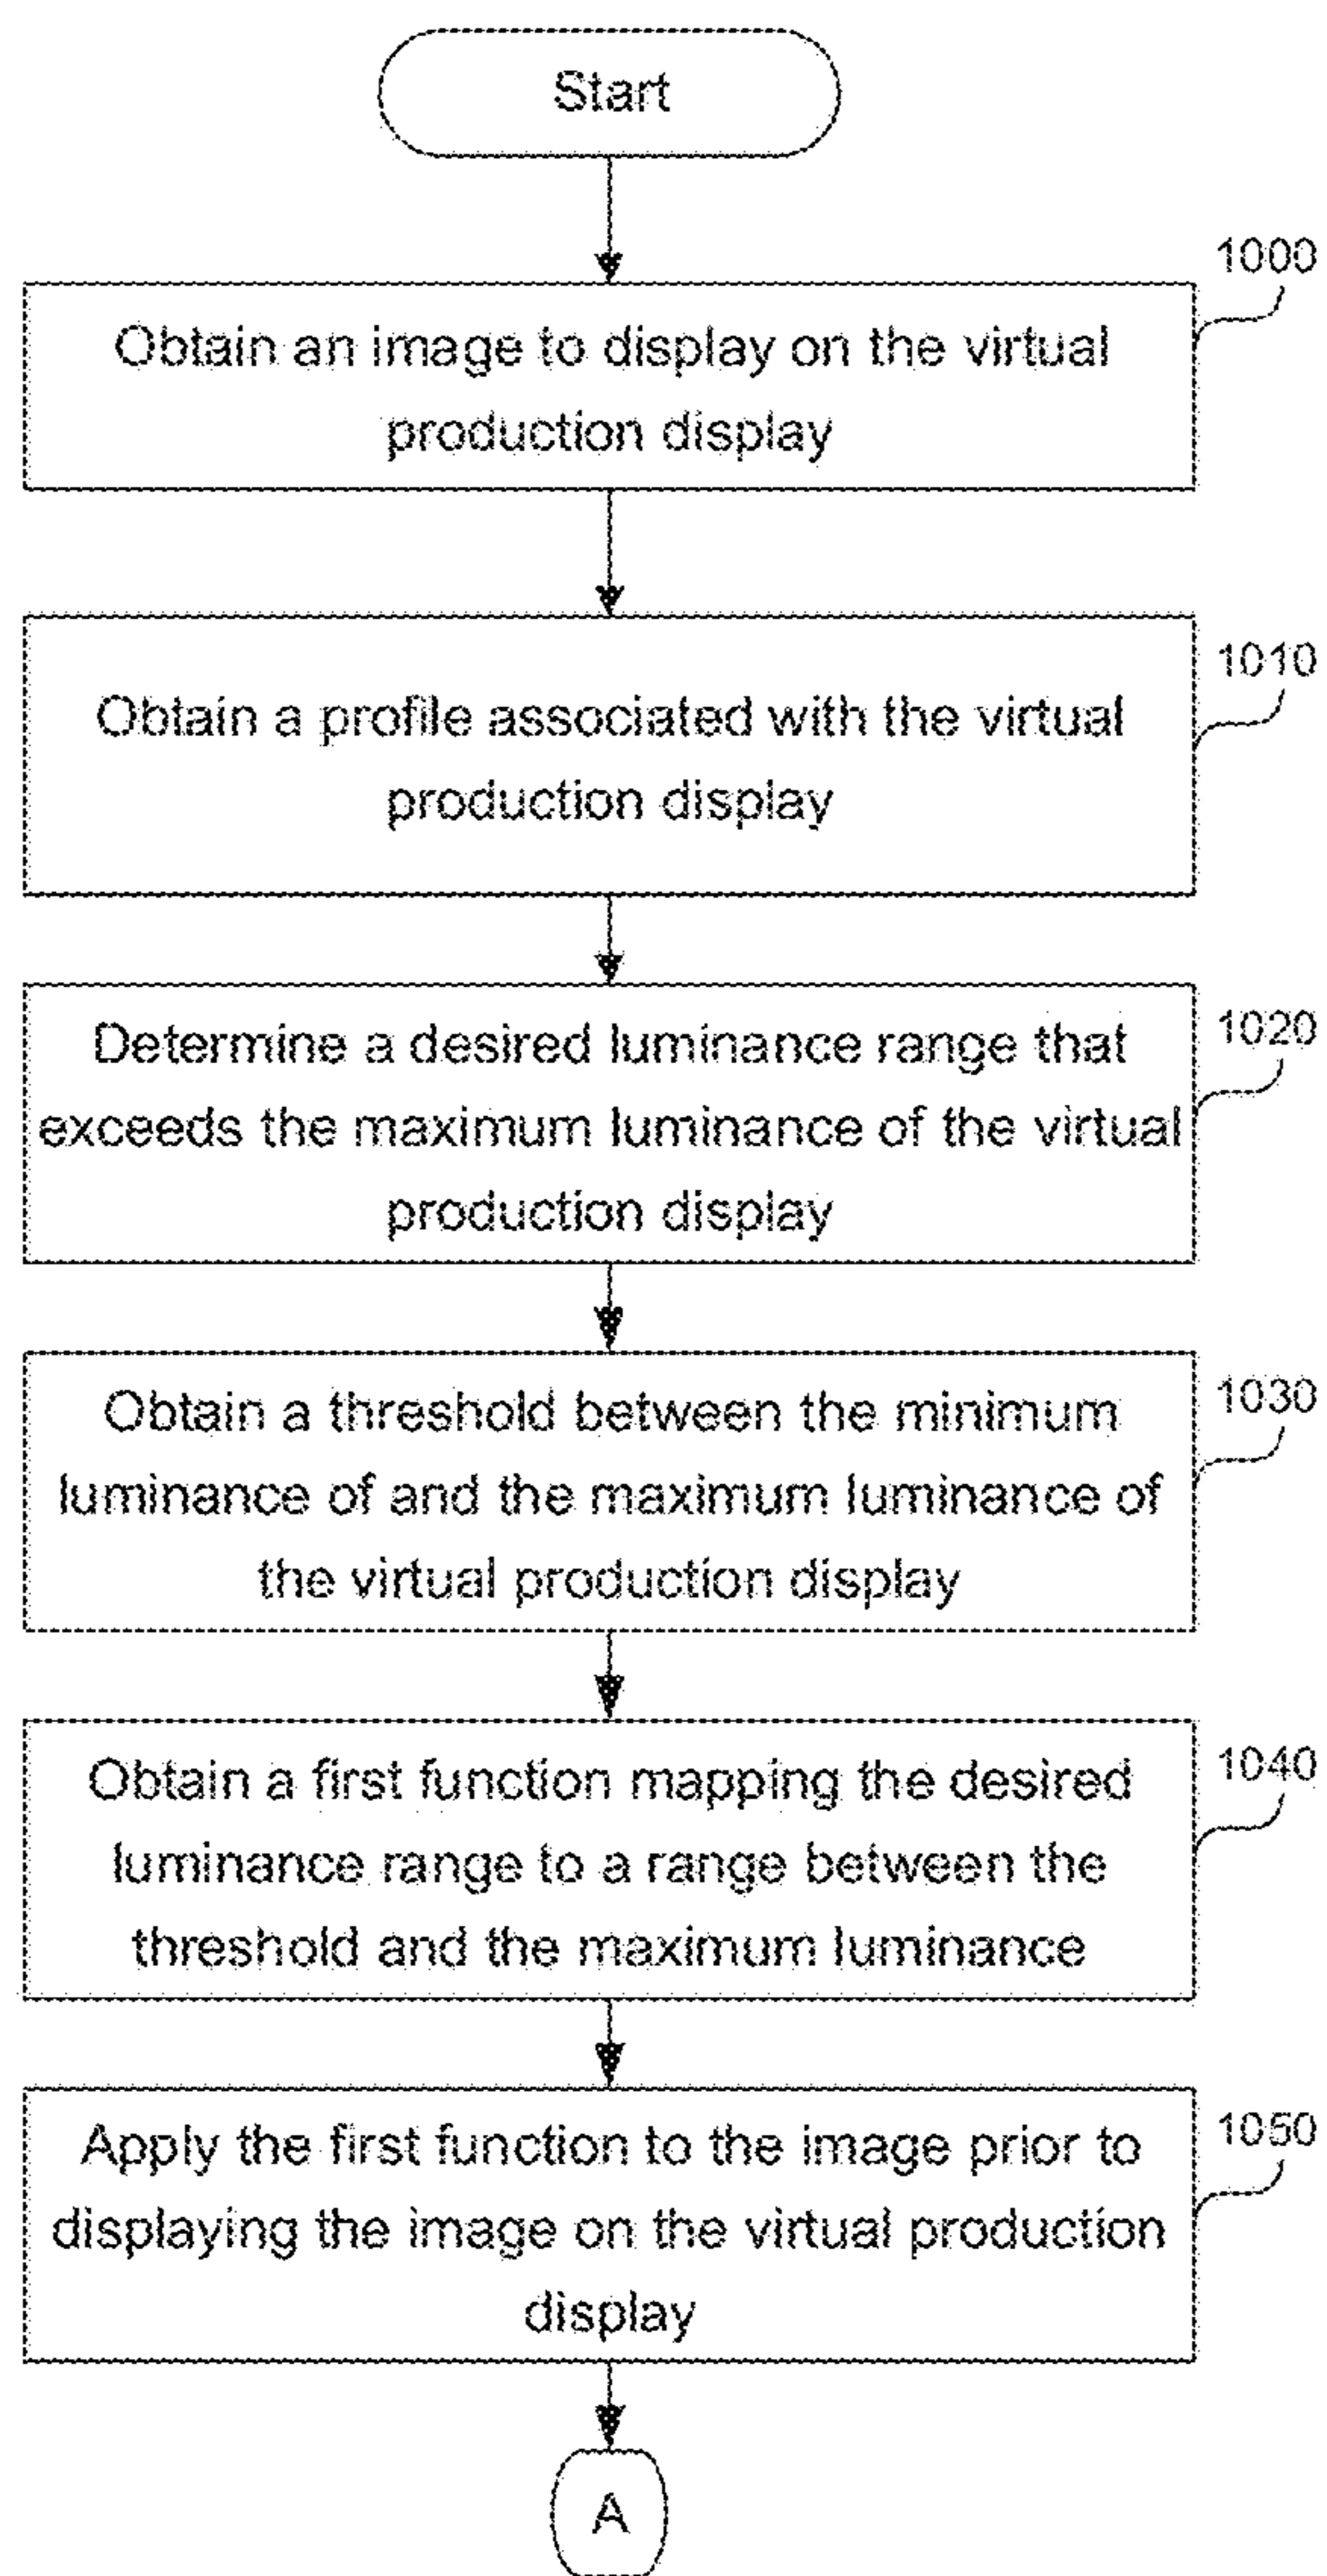 Start
1000
Obtain an image to display on the virtual
production display
1010
Obtain a profile associated with the virtual
production display
1020
Determine a desired luminance range that
exceeds the maximum luminance of the virtual
production display
1030
Obtain a threshold between the minimum
luminance of and the maximum luminance of
the virtual production display
1040
Obtain a first function mapping the desired
luminance range to a range between the
threshold and the maximum luminance
1050
Apply the first function to the image prior to
displaying the image on the virtual production
display
A